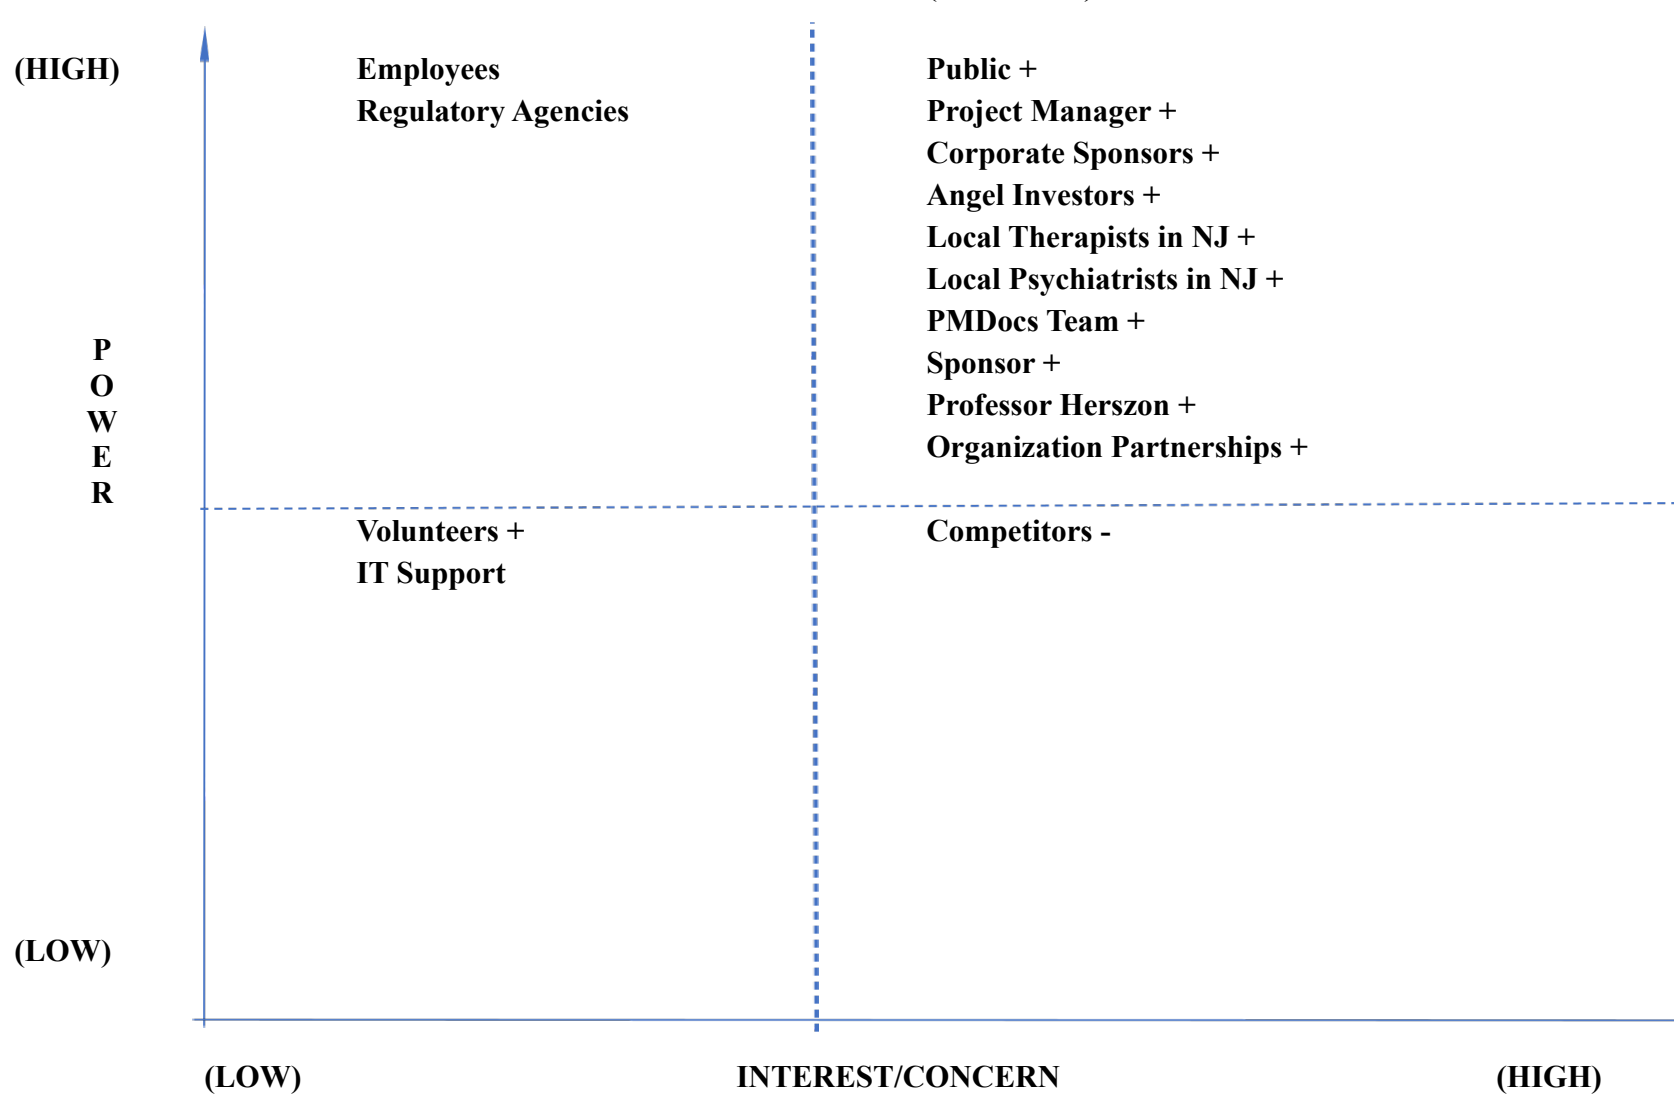 (HIGH)
Employees
Regulatory Agencies
Public +
Project Manager +
Corporate Sponsors +
Angel Investors +
Local Therapists in NJ +
Local Psychiatrists in NJ +
PMDocs Team +
Sponsor +
Professor Herszon +
Organization Partnerships +
P
O
W
E
R
Volunteers +
IT Support
Competitors -
(LOW)
(LOW) INTEREST/CONCERN (HIGH)